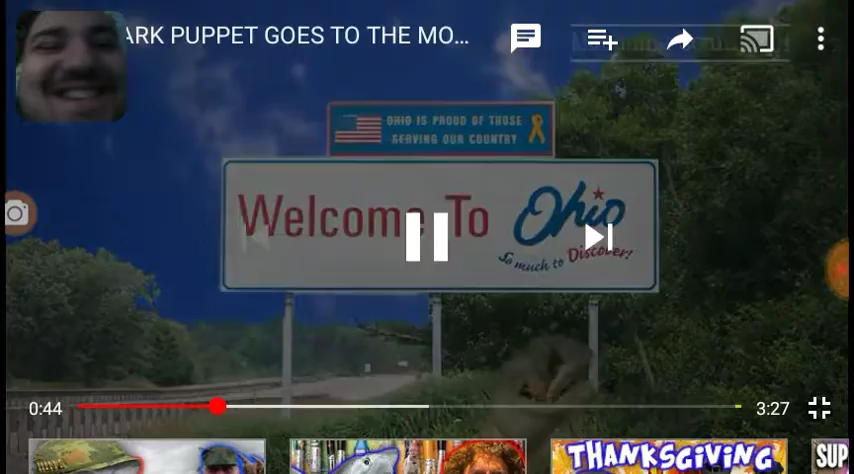 ARK PUPPET GOES TO THE MO...
OHIO IS PROUD OF THOSE
SERVING OUR COUNTRY
Welcome To Ohio
So much to Discover!
0:44
3:27
THANKSGIVING
SUP